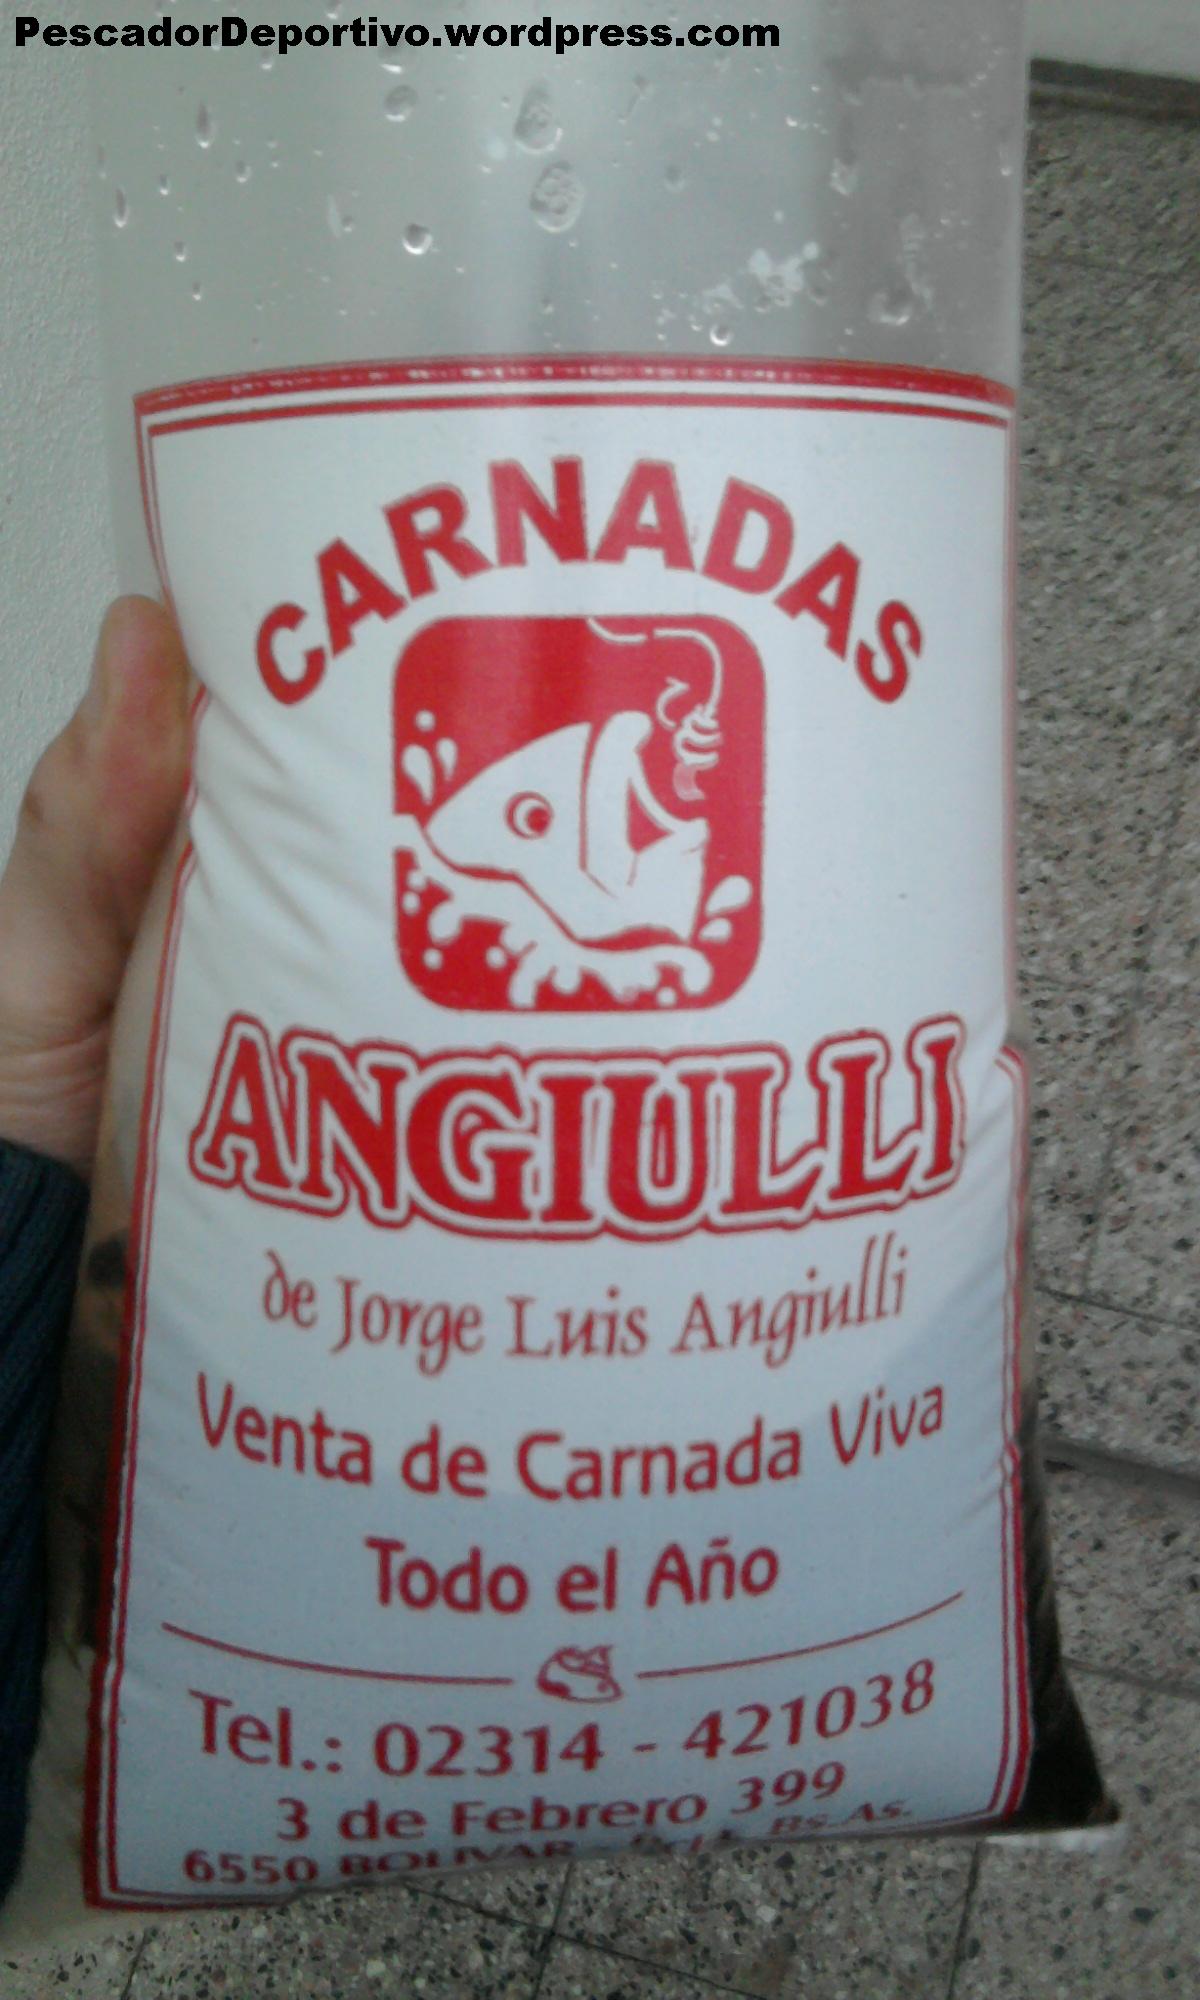 PescadorDeportivo.wordpress.com
CARNADAS
ANGIULLI
de Jorge Luis Angiulli
Venta de Carnada Viva
Todo el Año
Tel.: 02314 - 421038
3 de Febrero 399
6550 BOLIVAR - Bs.As.